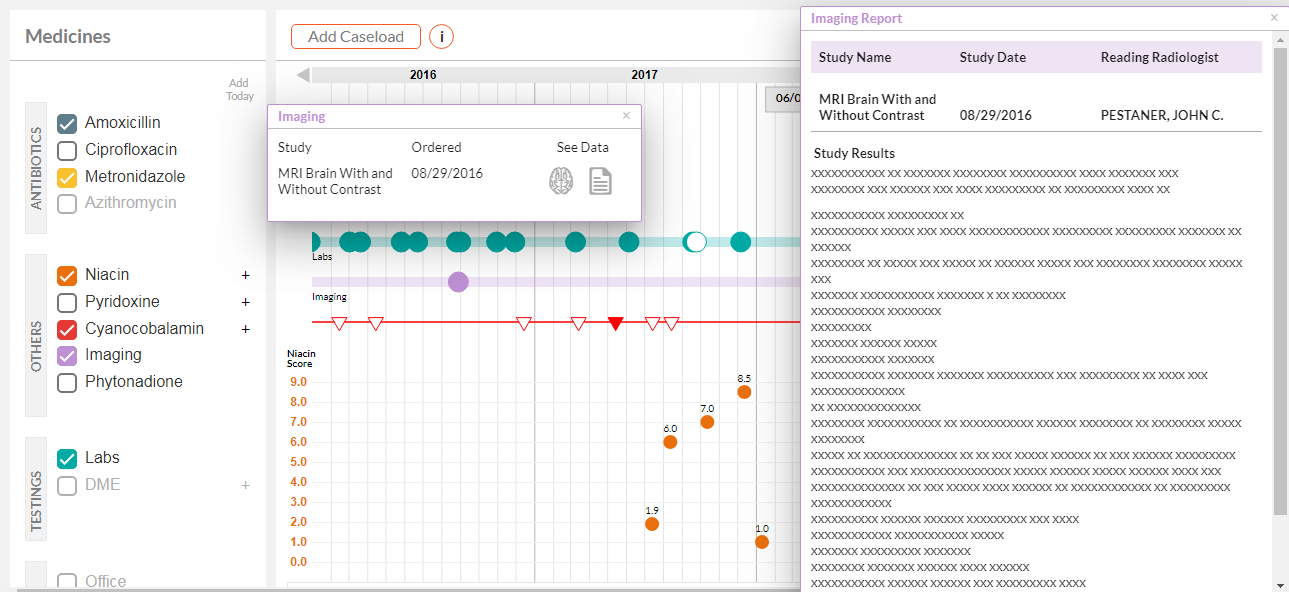 Medicines
Add
Today
ANTIBIOTICS
Amoxicillin
Ciprofloxacin
Metronidazole
Azithromycin
OTHERS
Niacin +
Pyridoxine +
Cyanocobalamin +
Imaging
Phytonadione
TESTINGS
Labs
DME +
Office
Add Caseload i
2016 2017
06/0
Imaging ×
Study Ordered See Data
MRI Brain With and 08/29/2016
Without Contrast
Labs
Imaging
Niacin
Score
9.0
8.0
7.0
6.0
5.0
4.0
3.0
2.0
1.0
0.0
8.5
7.0
6.0
1.9
1.0
Imaging Report ×
Study Name Study Date Reading Radiologist
MRI Brain With and
Without Contrast 08/29/2016 PESTANER, JOHN C.
Study Results
xxxxxxxxxxx xx xxxxxxx xxxxxxxx xxxxxxxxxx xxxx xxxxxxx xxx
xxxxxxxx xxx xxxxxx xxx xxxx xxxxxxxxx xx xxxxxxxxx xxxx xx
xxxxxxxxxxx xxxxxxxxx xx
xxxxxxxxxx xxxxx xxx xxxx xxxxxxxxxxxx xxxxxxxxxx xxxxxxxx xxxxxxxxx xxxxxxx xx
xxxxxx
xxxxxxxx xx xxxxx xxx xxxxx xx xxxxxx xxxxx xxx xxxxxxxx xxxxxxxx xxxxx
xxx
xxxxxxx xxxxxxxxxxx xxxxxxx x xx xxxxxxxx
xxxxxxxxxxx xxxxxxxx
xxxxxxxxx
xxxxxxx xxxxxx xxxxx
xxxxxxxxxxx xxxxxxx
xxxxxxxxxxx xxxxxxx xxxxxxx xxxxxxxxxx xxx xxxxxxxxx xx xxxx xxx
xxxxxxxxxxxxxx
xx xxxxxxxxxxxxxx
xxxxxxxx xxxxxxxxxxx xx xxxxxxxxxxx xxxxxx xxxxxxxx xx xxxxxxxx xxxxxxxxx xxxxx
xxxxxxxx
xxxxx xx xxxxxxxxxxxxxx xx xx xxx xxxxx xxxxxx xx xxx xxxxxx xxxxxxxxx
xxxxxxxxxxx xxx xxxxxxxxxxxxxxx xxxxx xxxxxx xxxxx xxxxxx xxxx xxx
xxxxxxxxxxxxxx xx xxx xxxxx xxxx xxxxxx xx xxxxxxxxxxxx xx xxxxxxxxx
xxxxxxxxxxxx
xxxxxxxxxxx xxxxxx xxxxxx xxxxxxxxx xxx xxxx
xxxxxxxxxxxx xxxxxxxxxxx xxxxx
xxxxxxx xxxxxxxxx xxxxxxx
xxxxxxxxxxx xxxxxxx xxxxxx xxxx xxxxxx
xxxxxxxxxxx xxxxxx xxxxxx xxx xxxxxxxxxx xxxx